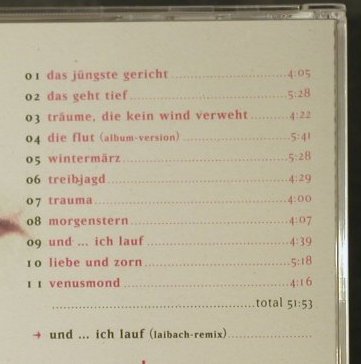 01 das jüngste gericht ........ 4:05
02 das geht tief ........ 5:28
03 träume, die kein wind verweht ........ 4:22
04 die flut (album-version) ........ 5:41
05 wintermärz ........ 5:28
06 treibjagd ........ 4:29
07 trauma ........ 4:00
08 morgenstern ........ 4:07
09 und ... ich lauf ........ 4:39
10 liebe und zorn ........ 5:18
11 venusmond ........ 4:16
........ total 51:53
→ und ... ich lauf (laibach-remix) ........